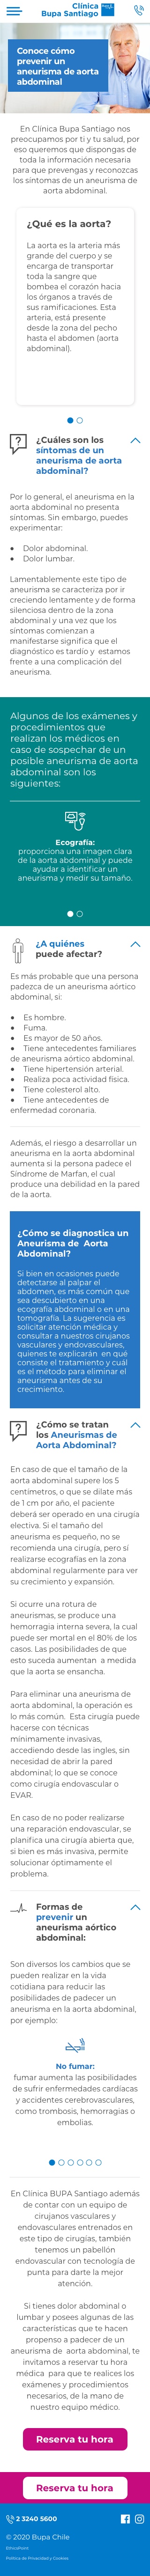 Clínica
Bupa Santiago
Bupa
Conoce cómo
prevenir un
aneurisma de aorta
abdominal
En Clínica Bupa Santiago nos
preocupamos por ti y tu salud, por
eso queremos que dispongas de
toda la información necesaria
para que prevengas y reconozcas
los síntomas de un aneurisma de
aorta abdominal.
¿Qué es la aorta?
La aorta es la arteria más
grande del cuerpo y se
encarga de transportar
toda la sangre que
bombea el corazón hacia
los órganos a través de
sus ramificaciones. Esta
arteria, está presente
desde la zona del pecho
hasta el abdomen (aorta
abdominal).
¿Cuáles son los
síntomas de un
aneurisma de aorta
abdominal?
Por lo general, el aneurisma en la
aorta abdominal no presenta
síntomas. Sin embargo, puedes
experimentar:
● Dolor abdominal.
● Dolor lumbar.
Lamentablemente este tipo de
aneurisma se caracteriza por ir
creciendo lentamente y de forma
silenciosa dentro de la zona
abdominal y una vez que los
síntomas comienzan a
manifestarse significa que el
diagnóstico es tardío y estamos
frente a una complicación del
aneurisma.
Algunos de los exámenes y
procedimientos que
realizan los médicos en
caso de sospechar de un
posible aneurisma de aorta
abdominal son los
siguientes:
Ecografía:
proporciona una imagen clara
de la aorta abdominal y puede
ayudar a identificar un
aneurisma y medir su tamaño.
¿A quiénes
puede afectar?
Es más probable que una persona
padezca de un aneurisma aórtico
abdominal, si:
● Es hombre.
● Fuma.
● Es mayor de 50 años.
● Tiene antecedentes familiares
de aneurisma aórtico abdominal.
● Tiene hipertensión arterial.
● Realiza poca actividad física.
● Tiene colesterol alto.
● Tiene antecedentes de
enfermedad coronaria.
Además, el riesgo a desarrollar un
aneurisma en la aorta abdominal
aumenta si la persona padece el
Síndrome de Marfan, el cual
produce una debilidad en la pared
de la aorta.
¿Cómo se diagnostica un
Aneurisma de Aorta
Abdominal?
Si bien en ocasiones puede
detectarse al palpar el
abdomen, es más común que
sea descubierto en una
ecografía abdominal o en una
tomografía. La sugerencia es
solicitar atención médica y
consultar a nuestros cirujanos
vasculares y endovasculares,
quienes te explicarán en qué
consiste el tratamiento y cuál
es el método para eliminar el
aneurisma antes de su
crecimiento.
¿Cómo se tratan
los Aneurismas de
Aorta Abdominal?
En caso de que el tamaño de la
aorta abdominal supere los 5
centímetros, o que se dilate más
de 1 cm por año, el paciente
deberá ser operado en una cirugía
electiva. Si el tamaño del
aneurisma es pequeño, no se
recomienda una cirugía, pero sí
realizarse ecografías en la zona
abdominal regularmente para ver
su crecimiento y expansión.
Si ocurre una rotura de
aneurismas, se produce una
hemorragia interna severa, la cual
puede ser mortal en el 80% de los
casos. Las posibilidades de que
esto suceda aumentan a medida
que la aorta se ensancha.
Para eliminar una aneurisma de
aorta abdominal, la operación es
lo más común. Esta cirugía puede
hacerse con técnicas
mínimamente invasivas,
accediendo desde las ingles, sin
necesidad de abrir la pared
abdominal; lo que se conoce
como cirugía endovascular o
EVAR.
En caso de no poder realizarse
una reparación endovascular, se
planifica una cirugía abierta que,
si bien es más invasiva, permite
solucionar óptimamente el
problema.
Formas de
prevenir un
aneurisma aórtico
abdominal:
Son diversos los cambios que se
pueden realizar en la vida
cotidiana para reducir las
posibilidades de padecer un
aneurisma en la aorta abdominal,
por ejemplo:
No fumar:
fumar aumenta las posibilidades
de sufrir enfermedades cardíacas
y accidentes cerebrovasculares,
como trombosis, hemorragias o
embolias.
En Clínica BUPA Santiago además
de contar con un equipo de
cirujanos vasculares y
endovasculares entrenados en
este tipo de cirugías, también
tenemos un pabellón
endovascular con tecnología de
punta para darte la mejor
atención.
Si tienes dolor abdominal o
lumbar y posees algunas de las
características que te hacen
propenso a padecer de un
aneurisma de aorta abdominal, te
invitamos a reservar tu hora
médica para que te realices los
exámenes y procedimientos
necesarios, de la mano de
nuestro equipo médico.
Reserva tu hora
Reserva tu hora
2 3240 5600
© 2020 Bupa Chile
EthicsPoint
Política de Privacidad y Cookies